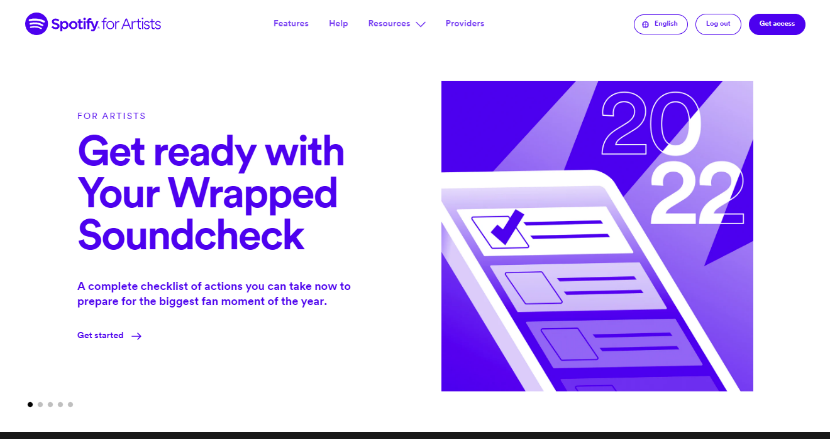 Spotify for Artists
Features
Help
Resources
Providers
English
Log out
Get access
FOR ARTISTS
Get ready with
Your Wrapped
Soundcheck
A complete checklist of actions you can take now to
prepare for the biggest fan moment of the year.
Get started
20
22